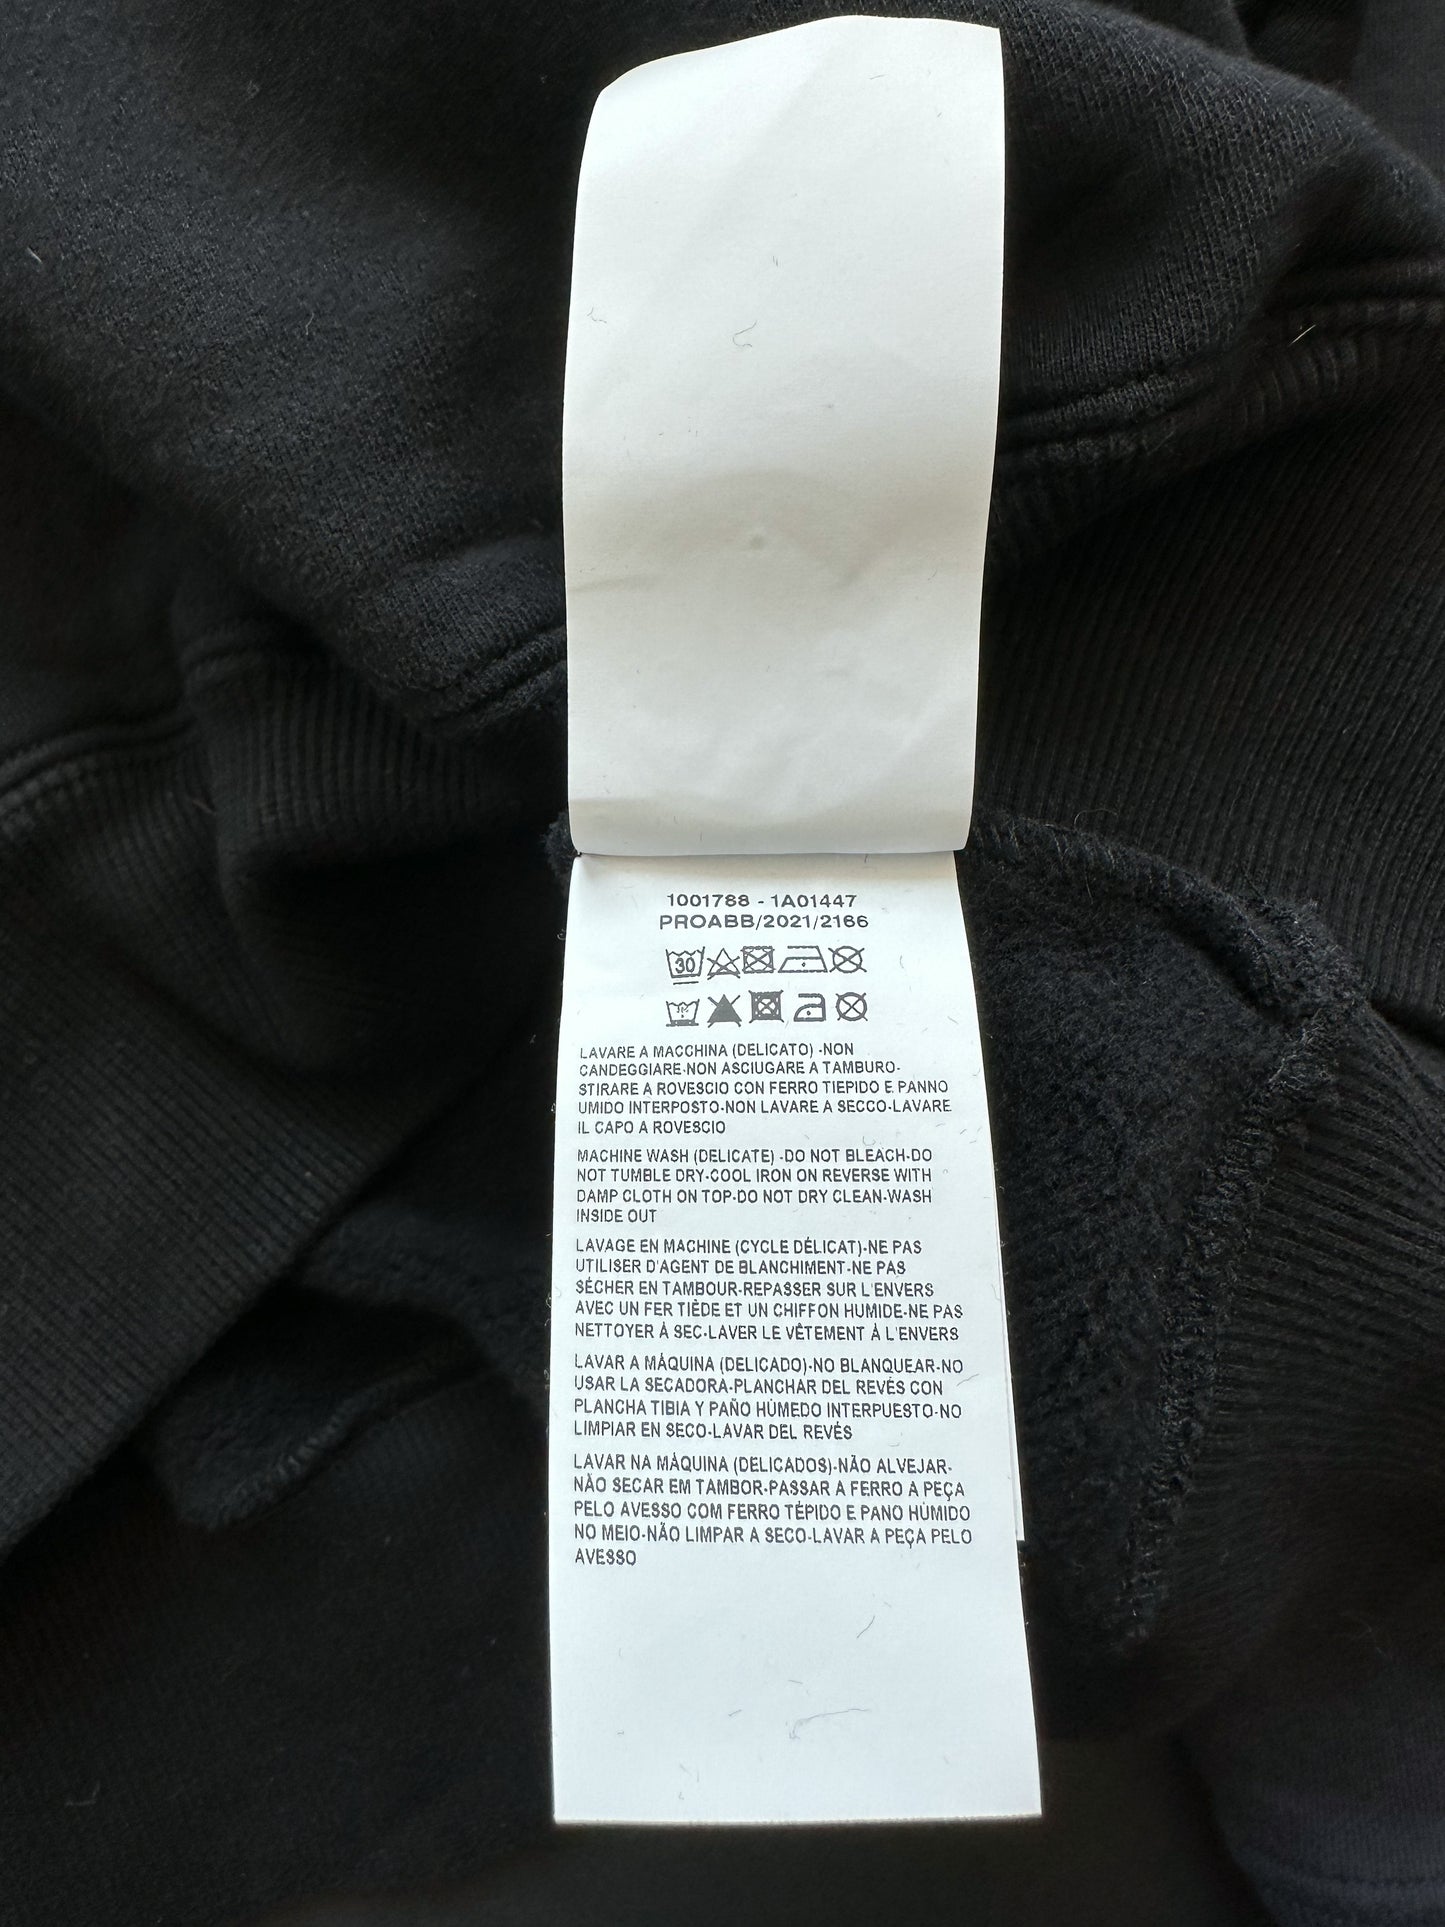 1001788 - 1A01447
PROABB/2021/2166
30
LAVARE A MACCHINA (DELICATO) -NON
CANDEGGIARE-NON ASCIUGARE A TAMBURO-
STIRARE A ROVESCIO CON FERRO TIEPIDO E PANNO
UMIDO INTERPOSTO-NON LAVARE A SECCO-LAVARE
IL CAPO A ROVESCIO
MACHINE WASH (DELICATE) -DO NOT BLEACH-DO
NOT TUMBLE DRY-COOL IRON ON REVERSE WITH
DAMP CLOTH ON TOP-DO NOT DRY CLEAN-WASH
INSIDE OUT
LAVAGE EN MACHINE (CYCLE DÉLICAT)-NE PAS
UTILISER D'AGENT DE BLANCHIMENT-NE PAS
SÉCHER EN TAMBOUR-REPASSER SUR L'ENVERS
AVEC UN FER TIÈDE ET UN CHIFFON HUMIDE-NE PAS
NETTOYER À SEC-LAVER LE VÊTEMENT À L'ENVERS
LAVAR A MÁQUINA (DELICADO)-NO BLANQUEAR-NO
USAR LA SECADORA-PLANCHAR DEL REVÉS CON
PLANCHA TIBIA Y PAÑO HÚMEDO INTERPUESTO-NO
LIMPIAR EN SECO-LAVAR DEL REVÉS
LAVAR NA MÁQUINA (DELICADOS)-NÃO ALVEJAR-
NÃO SECAR EM TAMBOR-PASSAR A FERRO A PEÇA
PELO AVESSO COM FERRO TÉPIDO E PANO HÚMIDO
NO MEIO-NÃO LIMPAR A SECO-LAVAR A PEÇA PELO
AVESSO